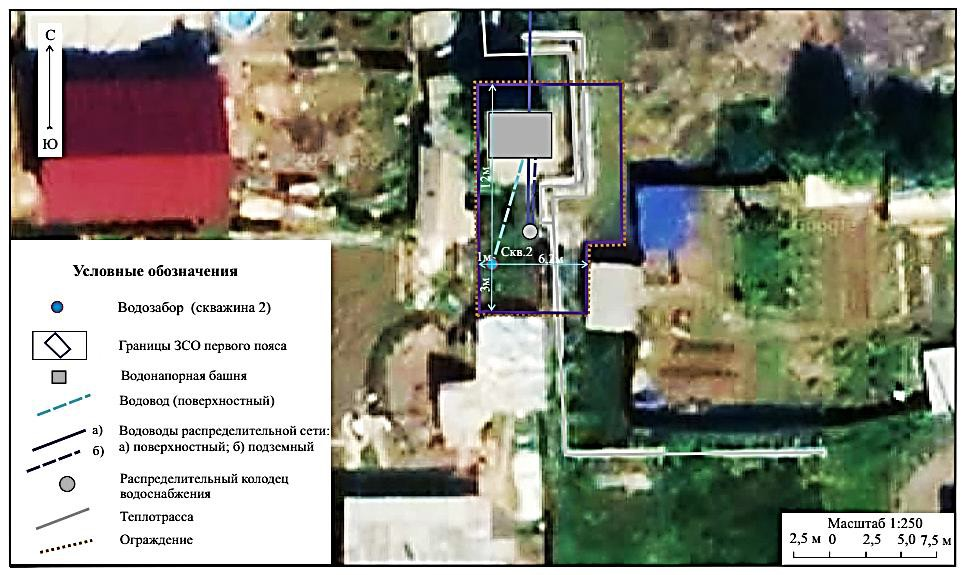 С
Ю
12м
Скв.2
1м
6,2м
3м
Google
Условные обозначения
Водозабор (скважина 2)
Границы ЗСО первого пояса
Водонапорная башня
Водовод (поверхностный)
а)
б)
Водоводы распределительной сети:
а) поверхностный; б) подземный
Распределительный колодец
водоснабжения
Теплотрасса
Ограждение
Масштаб 1:250
2,5 м 0 2,5 5,0 7,5 м